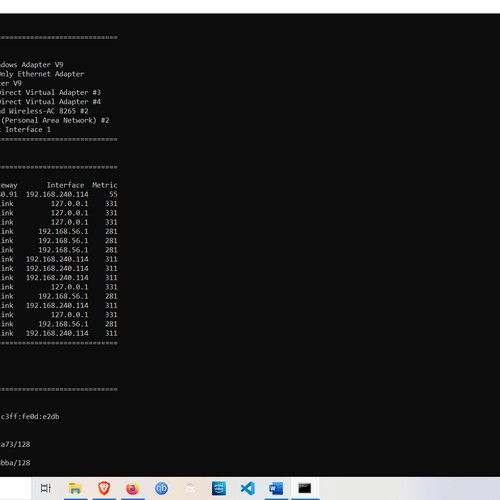 ===========================
dows Adapter V9
Only Ethernet Adapter
er V9
Direct Virtual Adapter #3
Direct Virtual Adapter #4
d Wireless-AC 8265 #2
(Personal Area Network) #2
Interface 1
===========================
===========================
eway Interface Metric
40.91 192.168.240.114 55
ink 127.0.0.1 331
ink 127.0.0.1 331
ink 127.0.0.1 331
ink 192.168.56.1 281
ink 192.168.56.1 281
ink 192.168.56.1 281
ink 192.168.240.114 311
ink 192.168.240.114 311
ink 192.168.240.114 311
ink 127.0.0.1 331
ink 192.168.56.1 281
ink 192.168.240.114 311
ink 127.0.0.1 331
ink 192.168.56.1 281
ink 192.168.240.114 311
===========================
===========================
c3ff:fe0d:e2db
a73/128
bba/128
qb
W